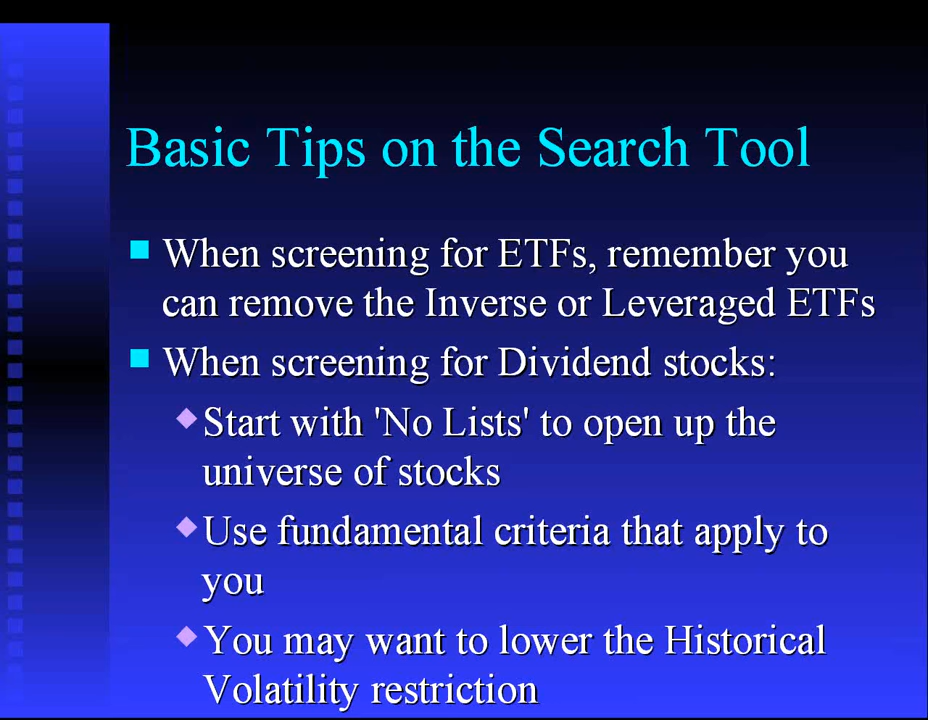 Basic Tips on the Search Tool
When screening for ETFs, remember you
can remove the Inverse or Leveraged ETFs
When screening for Dividend stocks:
Start with 'No Lists' to open up the
universe of stocks
Use fundamental criteria that apply to
you
You may want to lower the Historical
Volatility restriction